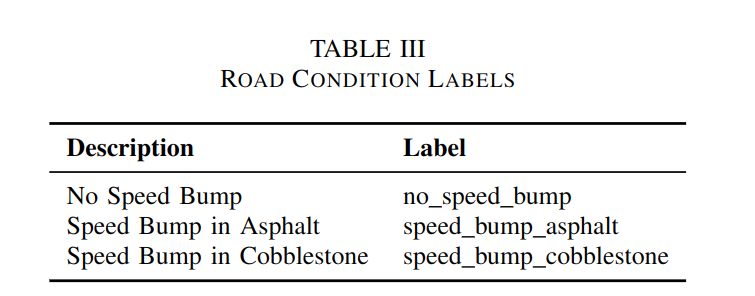 TABLE III
ROAD CONDITION LABELS
Description Label
No Speed Bump no_speed_bump
Speed Bump in Asphalt speed_bump_asphalt
Speed Bump in Cobblestone speed_bump_cobblestone